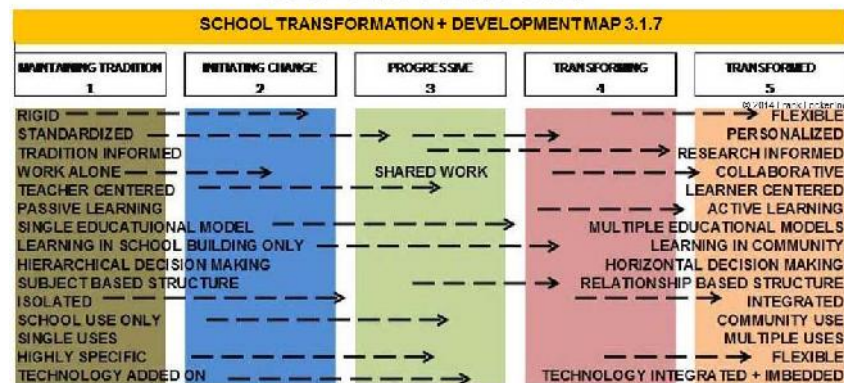 SCHOOL TRANSFORMATION + DEVELOPMENT MAP 3.1.7
MAINTAINING TRADITION INITIATING CHANGE PROGRESSIVE TRANSFORMING TRANSFORMED
1 2 3 4 5
© 2014 Frank Locker Inc
RIGID FLEXIBLE
STANDARDIZED PERSONALIZED
TRADITION INFORMED RESEARCH INFORMED
WORK ALONE SHARED WORK COLLABORATIVE
TEACHER CENTERED LEARNER CENTERED
PASSIVE LEARNING ACTIVE LEARNING
SINGLE EDUCATUIONAL MODEL MULTIPLE EDUCATIONAL MODELS
LEARNING IN SCHOOL BUILDING ONLY LEARNING IN COMMUNITY
HIERARCHICAL DECISION MAKING HORIZONTAL DECISION MAKING
SUBJECT BASED STRUCTURE RELATIONSHIP BASED STRUCTURE
ISOLATED INTEGRATED
SCHOOL USE ONLY COMMUNITY USE
SINGLE USES MULTIPLE USES
HIGHLY SPECIFIC FLEXIBLE
TECHNOLOGY ADDED ON TECHNOLOGY INTEGRATED + IMBEDDED